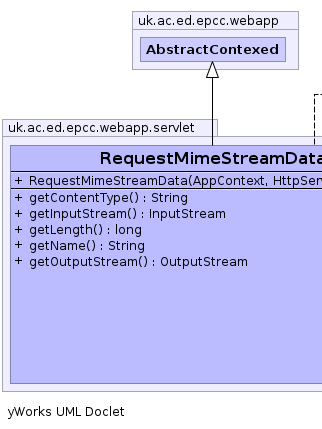 uk.ac.ed.epcc.webapp
AbstractContexed
uk.ac.ed.epcc.webapp.servlet
RequestMimeStreamData
+ RequestMimeStreamData(AppContext, HttpSer
+ getContentType() : String
+ getInputStream() : InputStream
+ getLength() : long
+ getName() : String
+ getOutputStream() : OutputStream
yWorks UML Doclet